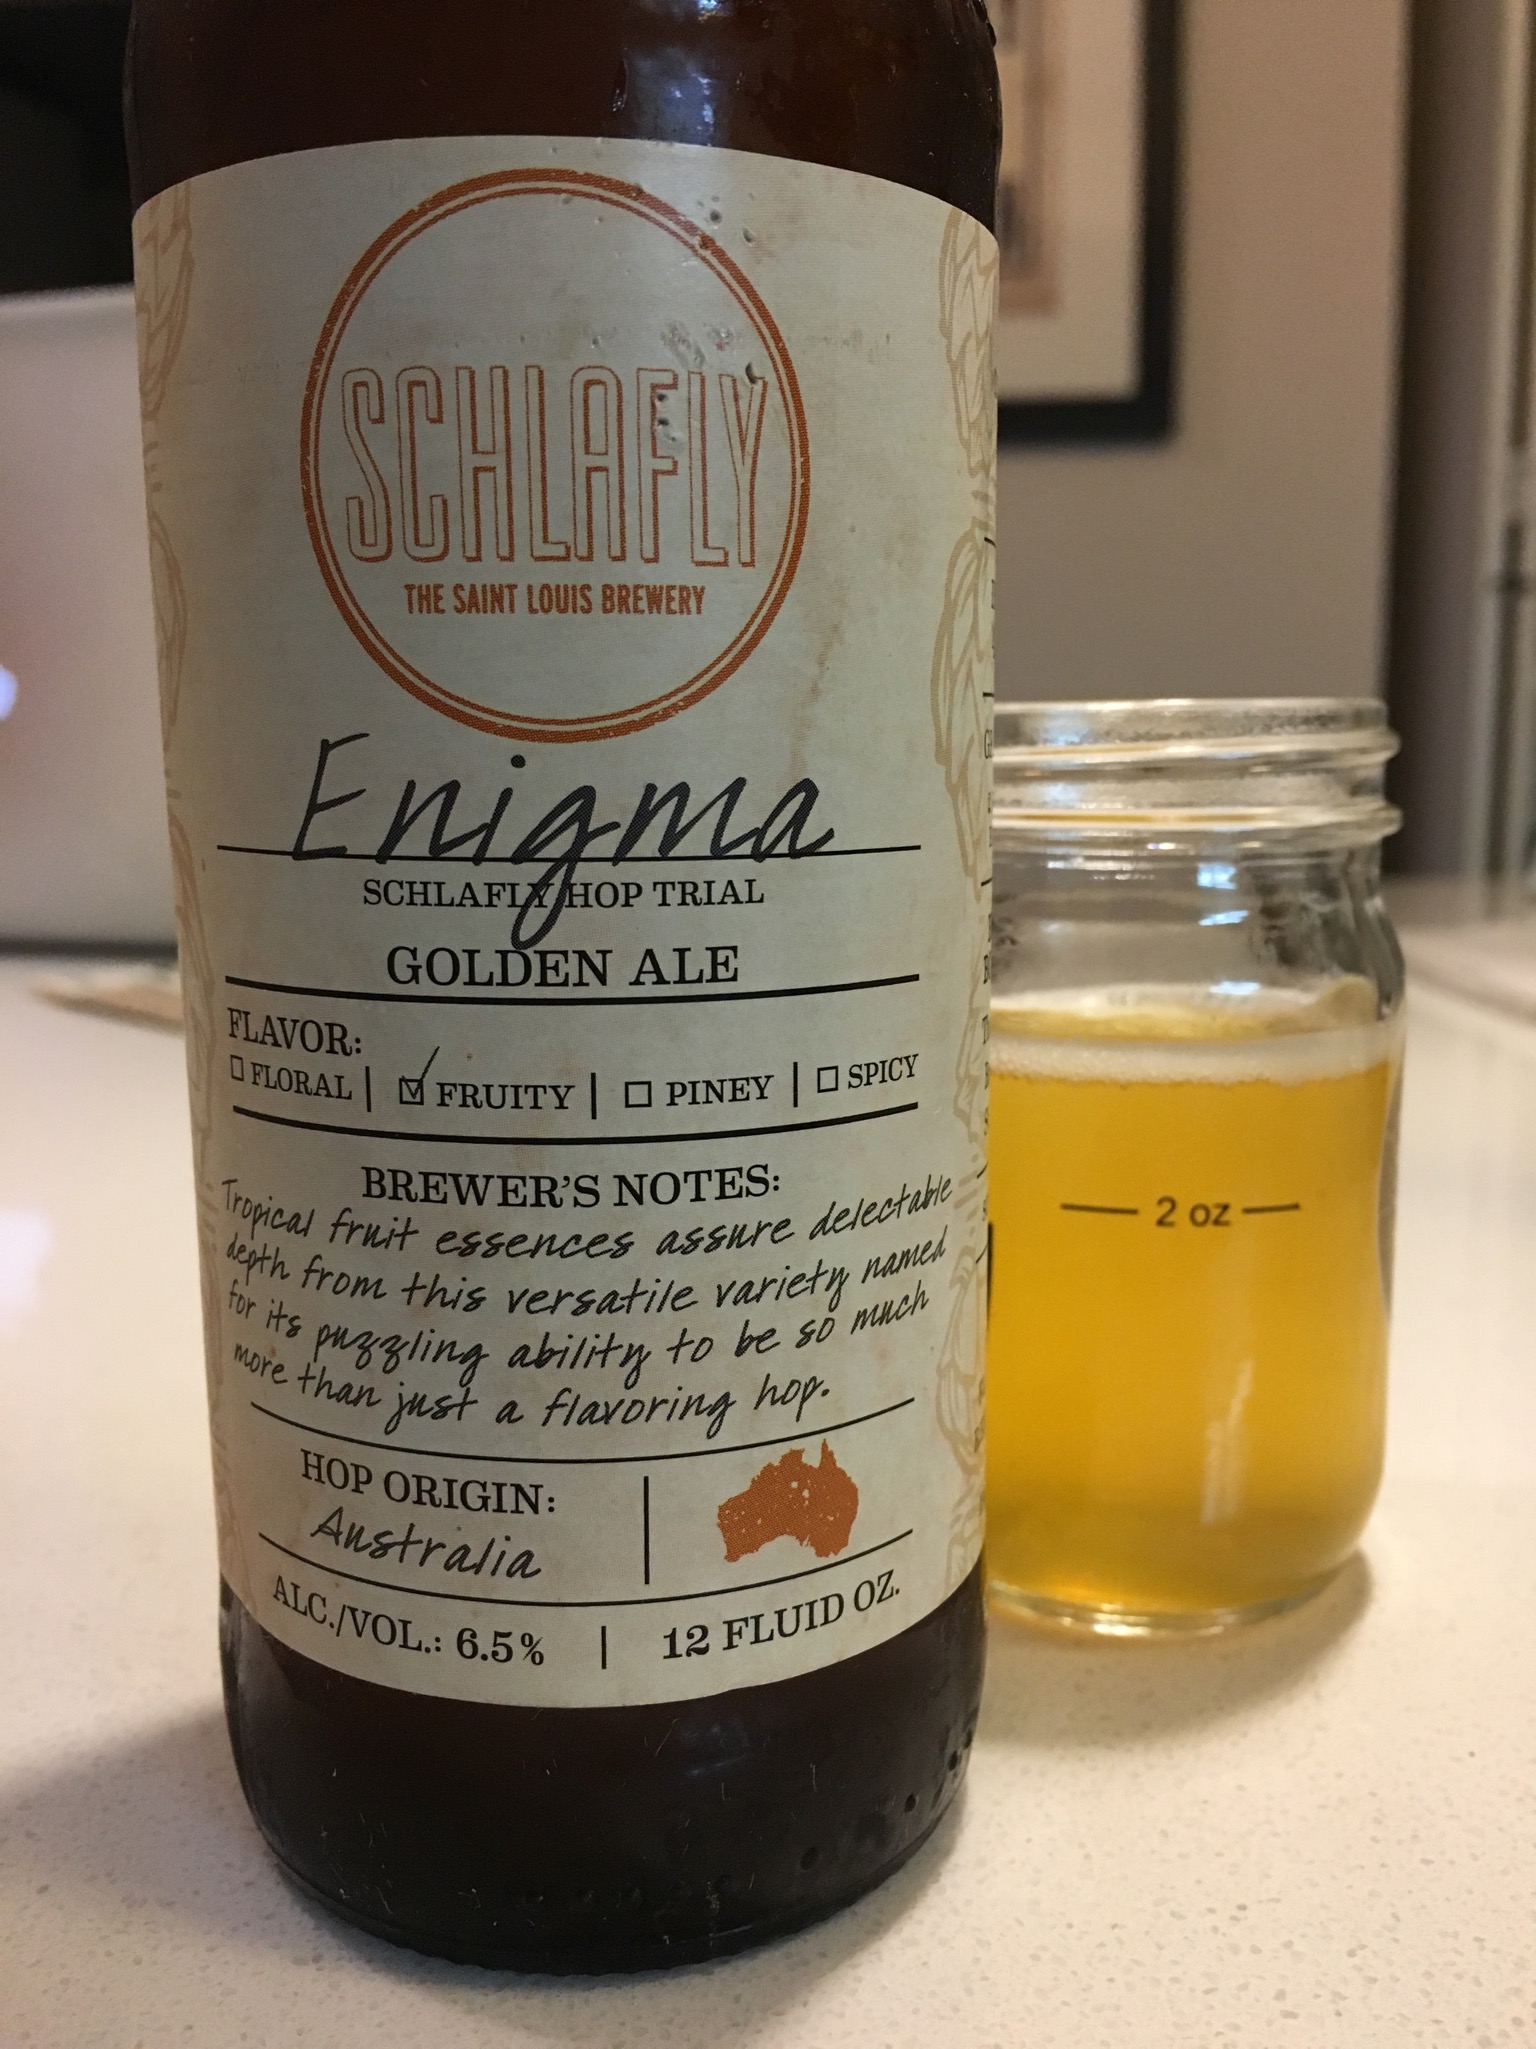 SCHLAFLY
THE SAINT LOUIS BREWERY
Enigma
SCHLAFLY HOP TRIAL
GOLDEN ALE
FLAVOR:
FLORAL | FRUITY | PINEY | SPICY
BREWER'S NOTES:
Tropical fruit essences assure delectable
depth from this versatile variety named
for its puzzling ability to be so much
more than just a flavoring hop.
HOP ORIGIN:
Australia
ALC./VOL.: 6.5% | 12 FLUID OZ.
2 oz